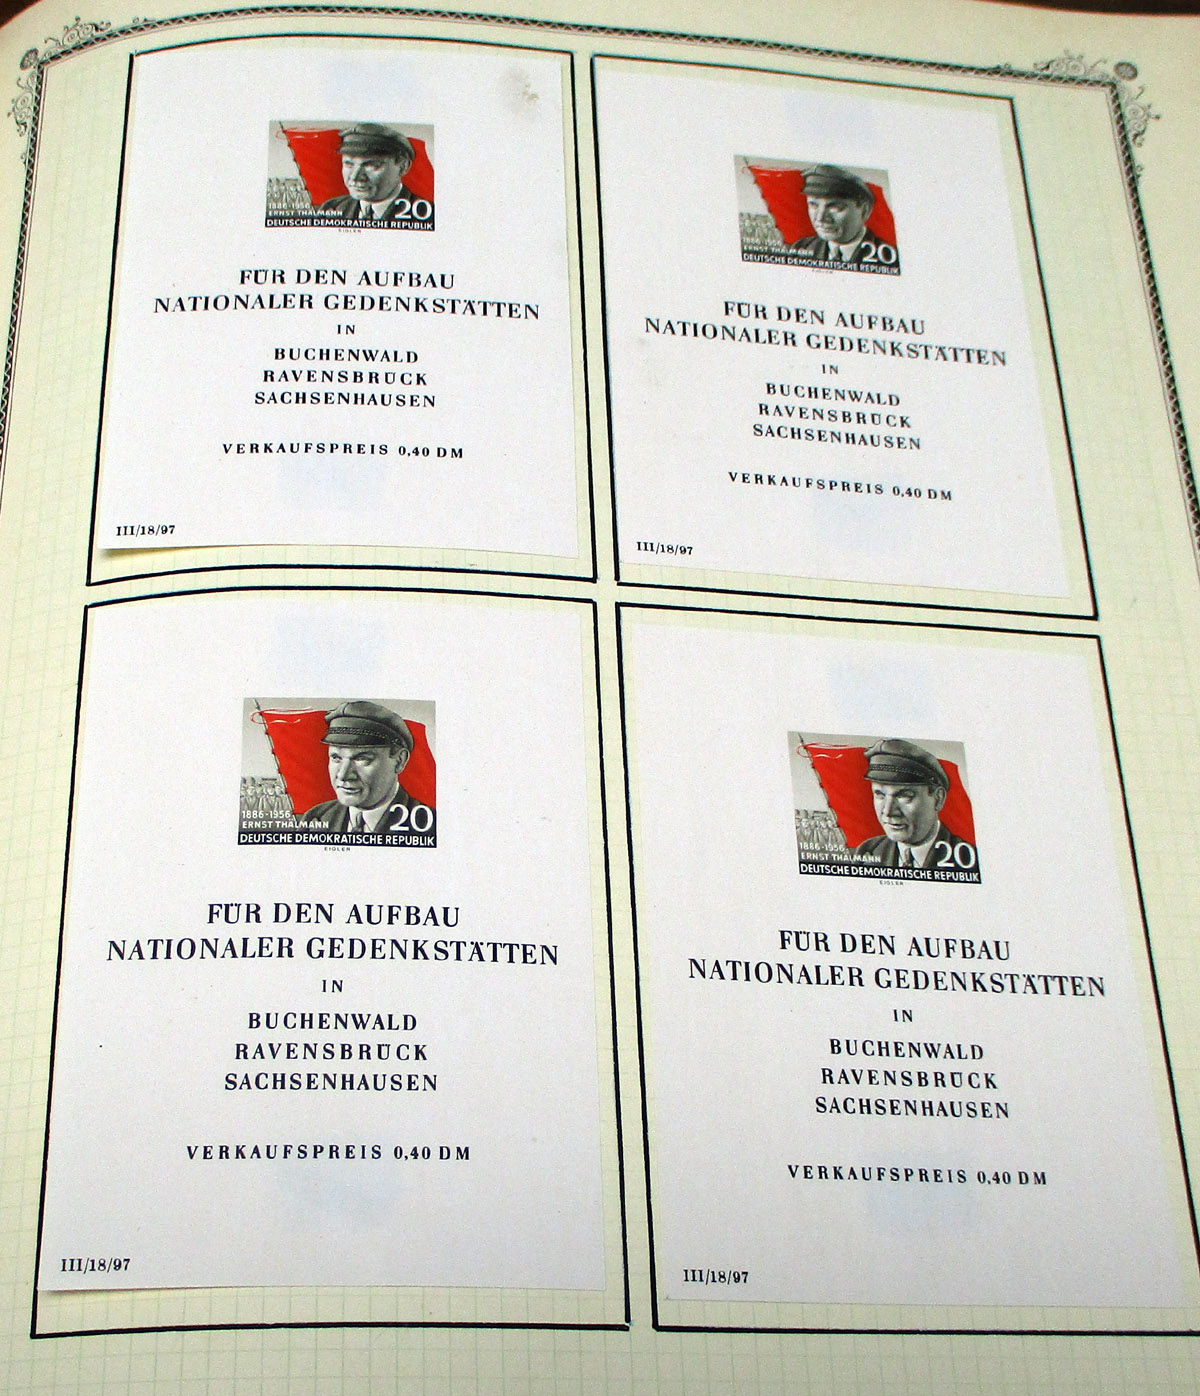 1886-1956
ERNST THÄLMANN
20
DEUTSCHE DEMOKRATISCHE REPUBLIK
EIGLER
FÜR DEN AUFBAU
NATIONALER GEDENKSTÄTTEN
IN
BUCHENWALD
RAVENSBRÜCK
SACHSENHAUSEN
VERKAUFSPREIS 0,40 DM
III/18/97
1886-1956
ERNST THÄLMANN
20
DEUTSCHE DEMOKRATISCHE REPUBLIK
EIGLER
FÜR DEN AUFBAU
NATIONALER GEDENKSTÄTTEN
IN
BUCHENWALD
RAVENSBRÜCK
SACHSENHAUSEN
VERKAUFSPREIS 0,40 DM
III/18/97
1886-1956
ERNST THÄLMANN
20
DEUTSCHE DEMOKRATISCHE REPUBLIK
EIGLER
FÜR DEN AUFBAU
NATIONALER GEDENKSTÄTTEN
IN
BUCHENWALD
RAVENSBRÜCK
SACHSENHAUSEN
VERKAUFSPREIS 0,40 DM
III/18/97
1886-1956
ERNST THÄLMANN
20
DEUTSCHE DEMOKRATISCHE REPUBLIK
EIGLER
FÜR DEN AUFBAU
NATIONALER GEDENKSTÄTTEN
IN
BUCHENWALD
RAVENSBRÜCK
SACHSENHAUSEN
VERKAUFSPREIS 0,40 DM
III/18/97